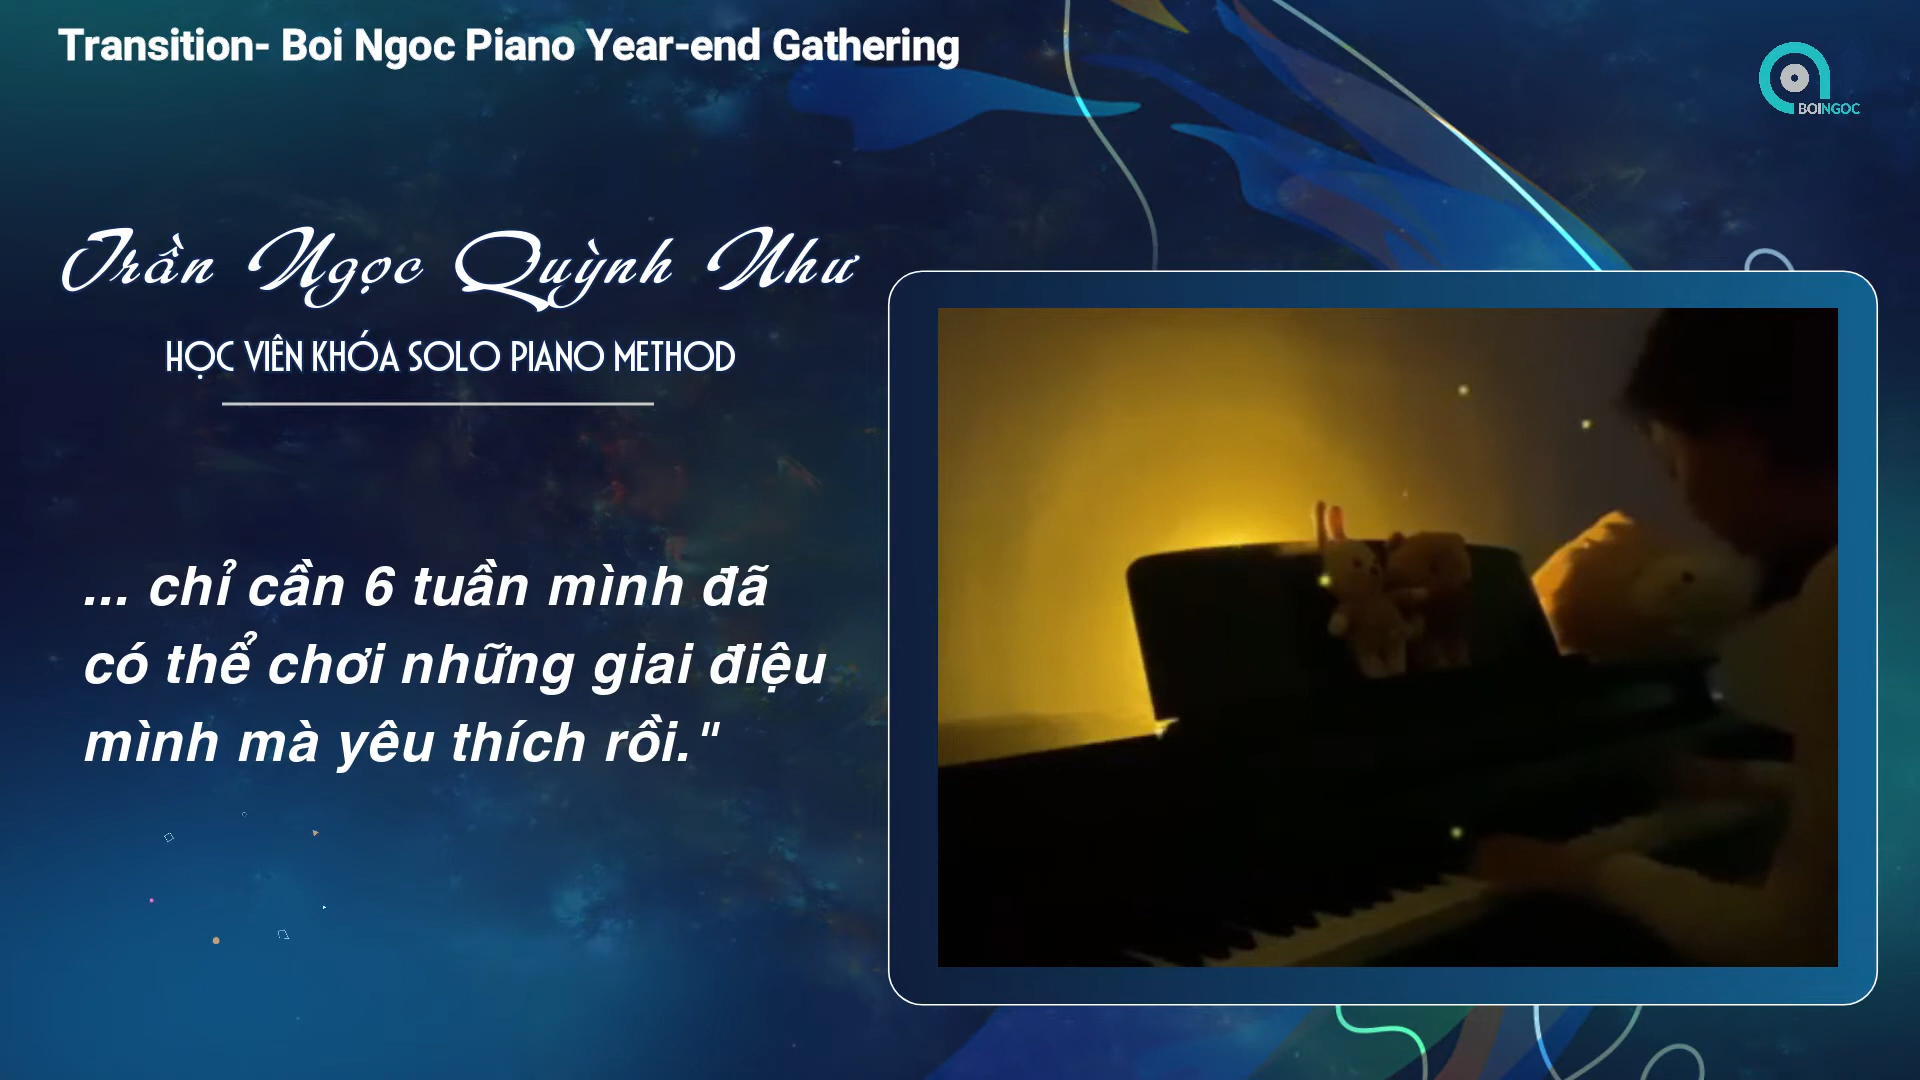 Transition- Boi Ngoc Piano Year-end Gathering
BOINGOC
Trần Ngọc Quỳnh Như
HỌC VIÊN KHÓA SOLO PIANO METHOD
... chỉ cần 6 tuần mình đã
có thể chơi những giai điệu
mình mà yêu thích rồi."